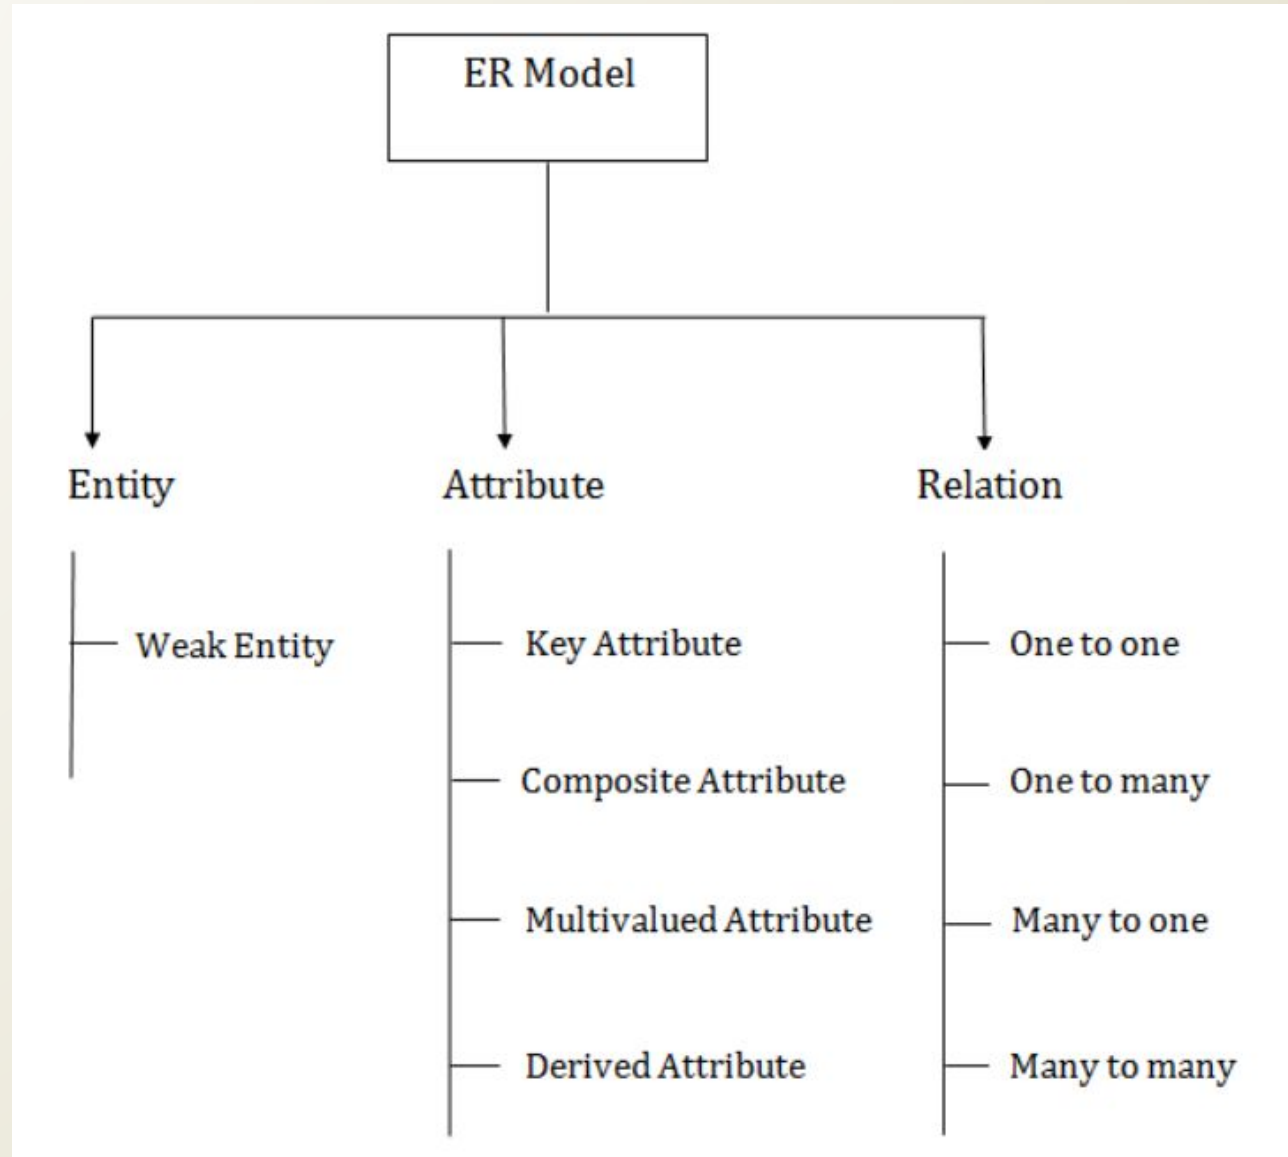 ER Model
Entity
Attribute
Relation
Weak Entity
Key Attribute
One to one
Composite Attribute
One to many
Multivalued Attribute
Many to one
Derived Attribute
Many to many